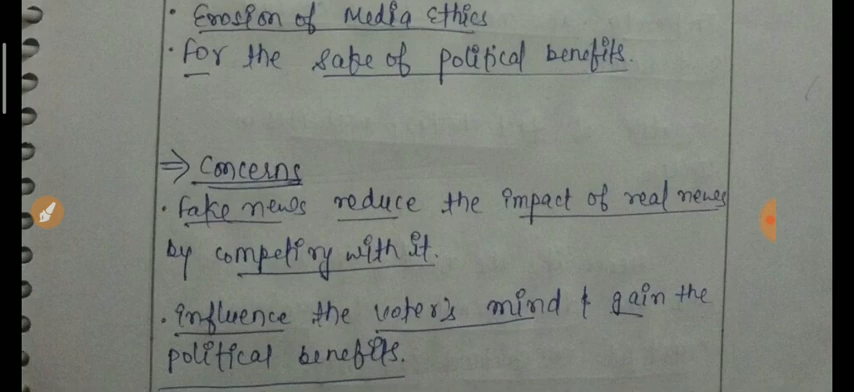 • Erosion of Media Ethics
• for the sake of political benefits.
⇒ Concerns
• fake news reduce the impact of real news
by competing with it.
• influence the voter's mind & gain the
political benefits.